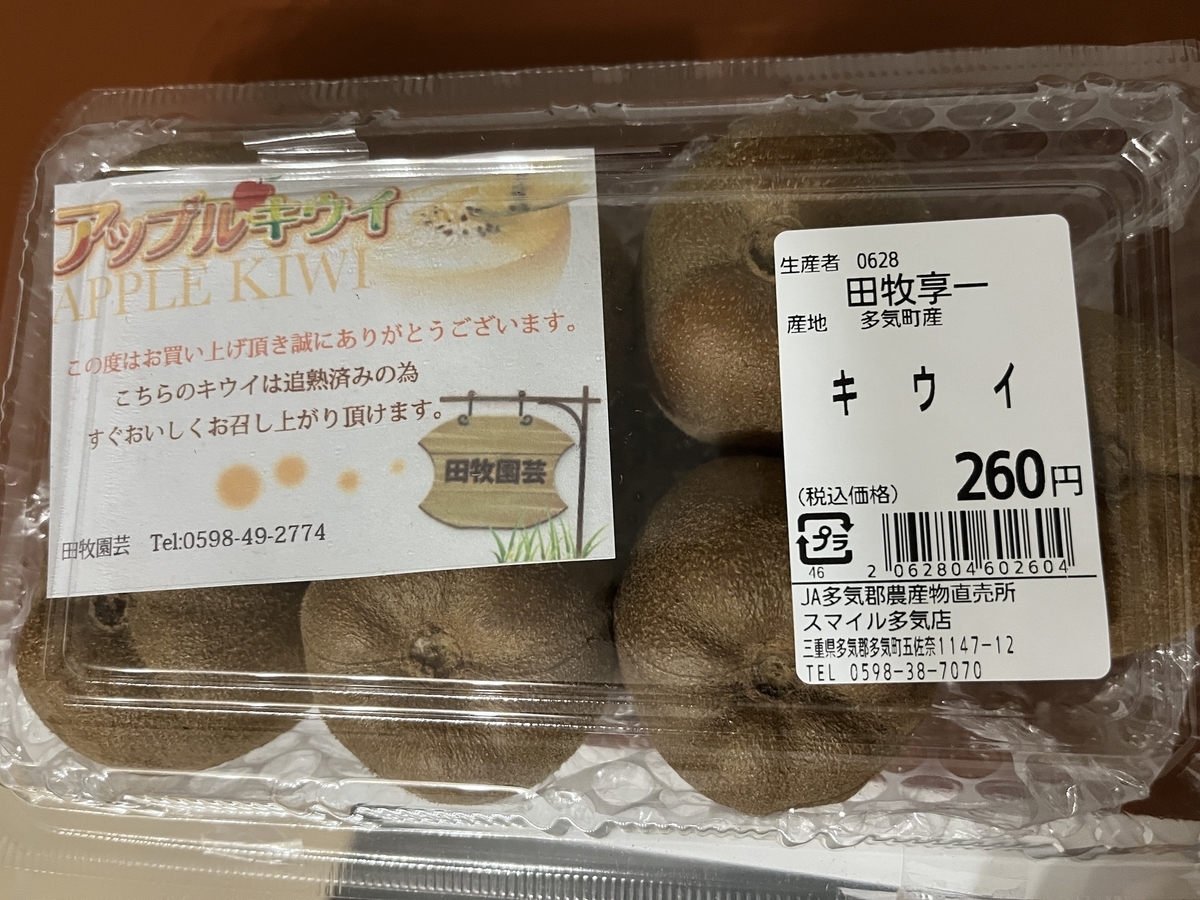 アップルキウイ
APPLE KIWI
この度はお買い上げ頂き誠にありがとうございます。
こちらのキウイは追熟済みの為
すぐおいしくお召し上がり頂けます。
田牧園芸
田牧園芸 Tel:0598-49-2774
生産者 0628
田牧享一
産地 多気町産
キウイ
(税込価格) 260円
プラ
46
2 062804 602604
JA多気郡農産物直売所
スマイル多気店
三重県多気郡多気町五佐奈1147-12
TEL 0598-38-7070